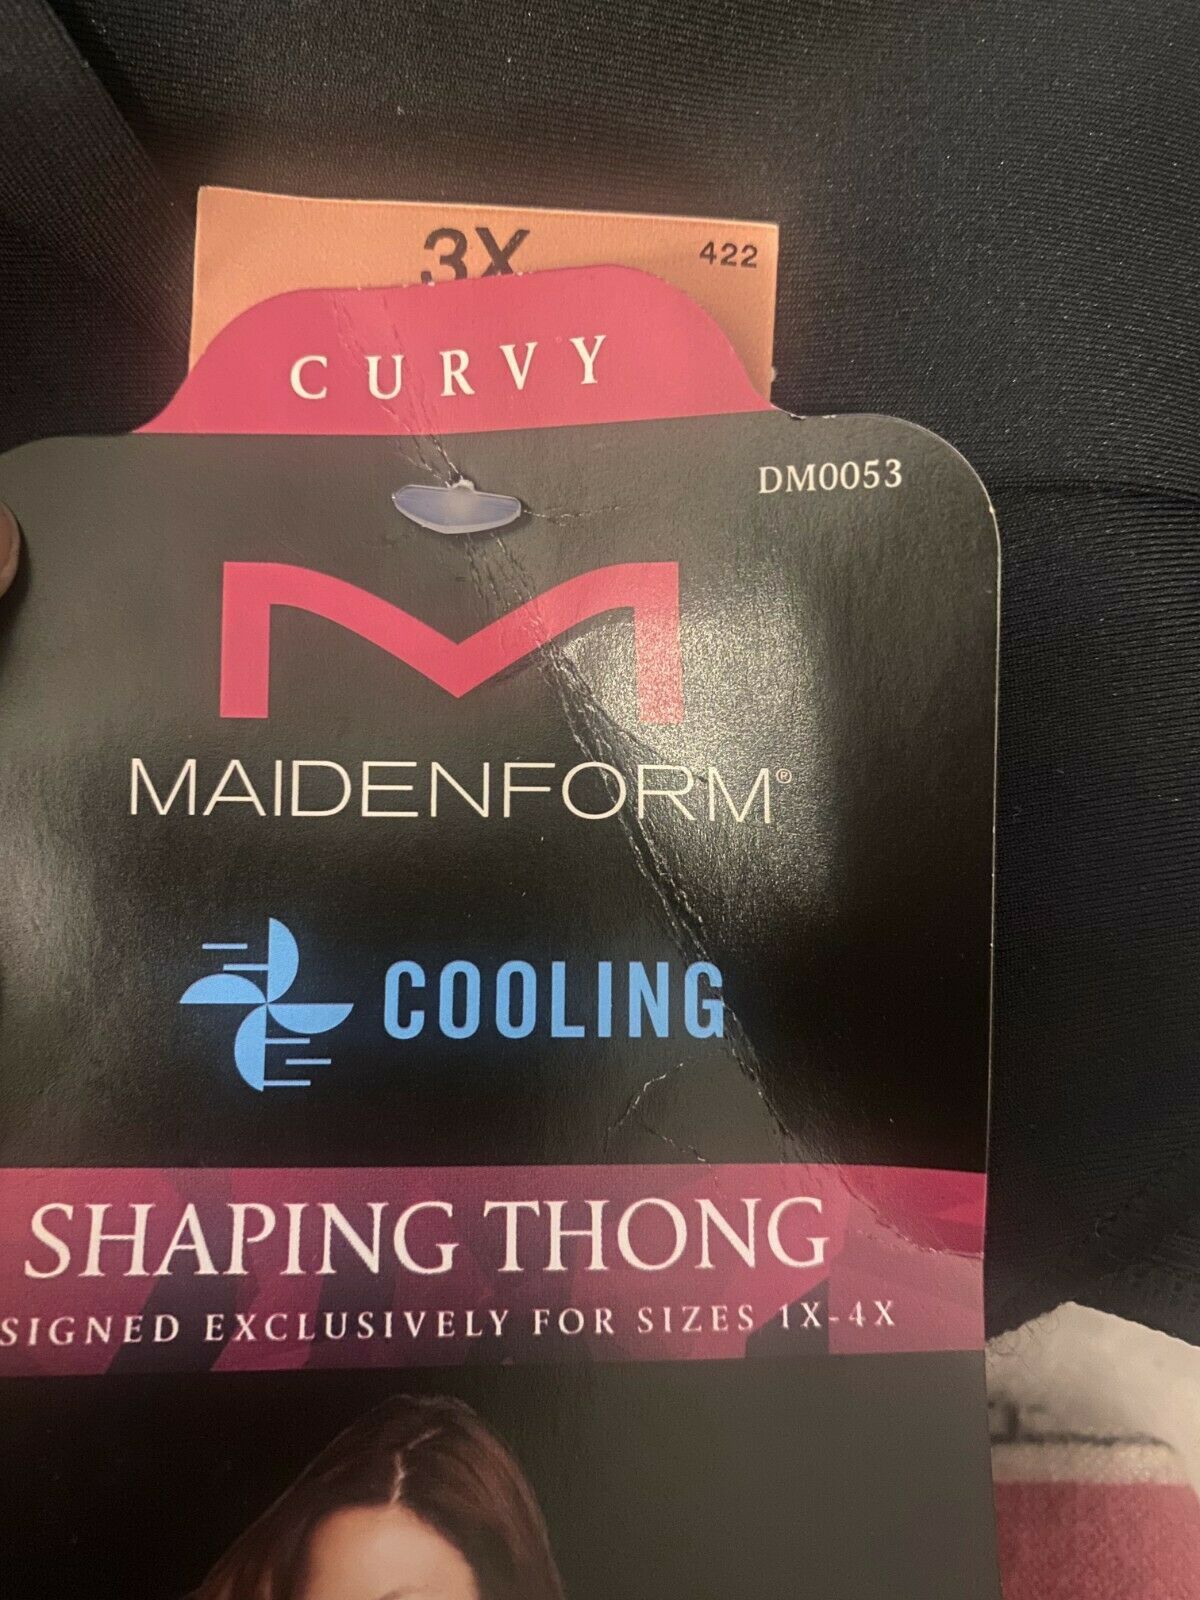 3X 422
CURVY
DM0053
MAIDENFORM®
COOLING
SHAPING THONG
SIGNED EXCLUSIVELY FOR SIZES 1X-4X